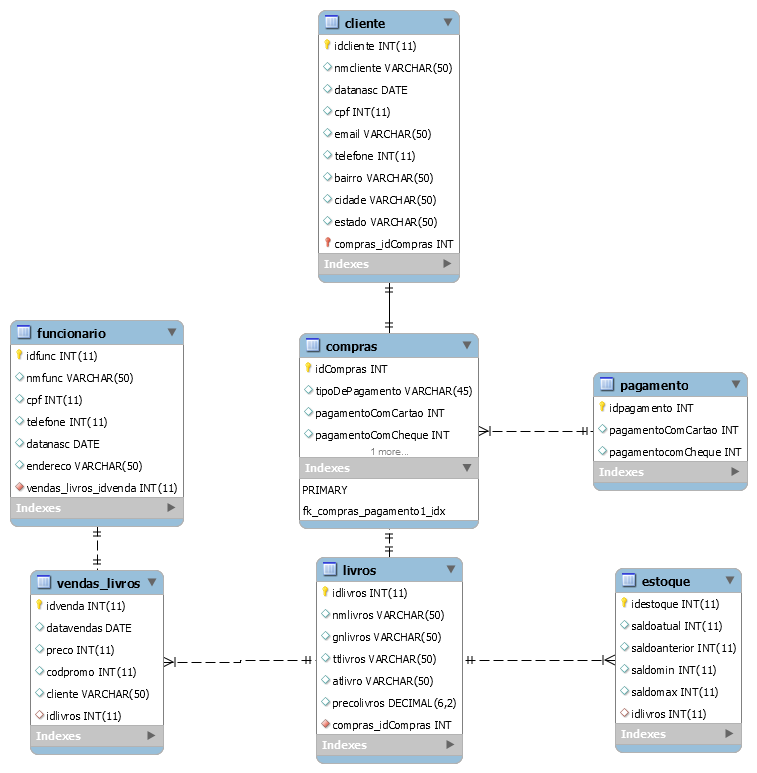 cliente
idcliente INT(11)
nmcliente VARCHAR(50)
datanasc DATE
cpf INT(11)
email VARCHAR(50)
telefone INT(11)
bairro VARCHAR(50)
cidade VARCHAR(50)
estado VARCHAR(50)
compras_idCompras INT
Indexes
funcionario
idfunc INT(11)
nmfunc VARCHAR(50)
cpf INT(11)
telefone INT(11)
datanasc DATE
endereco VARCHAR(50)
vendas_livros_idvenda INT(11)
Indexes
compras
idCompras INT
tipoDePagamento VARCHAR(45)
pagamentoComCartao INT
pagamentoComCheque INT
1 more...
Indexes
PRIMARY
fk_compras_pagamento1_idx
pagamento
idpagamento INT
pagamentoComCartao INT
pagamentocomCheque INT
Indexes
vendas_livros
idvenda INT(11)
datavendas DATE
preco INT(11)
codpromo INT(11)
cliente VARCHAR(50)
idlivros INT(11)
Indexes
livros
idlivros INT(11)
nmlivros VARCHAR(50)
gnlivros VARCHAR(50)
ttlivros VARCHAR(50)
atlivro VARCHAR(50)
precolivros DECIMAL(6,2)
compras_idCompras INT
Indexes
estoque
idestoque INT(11)
saldoatual INT(11)
saldoanterior INT(11)
saldomin INT(11)
saldomax INT(11)
idlivros INT(11)
Indexes